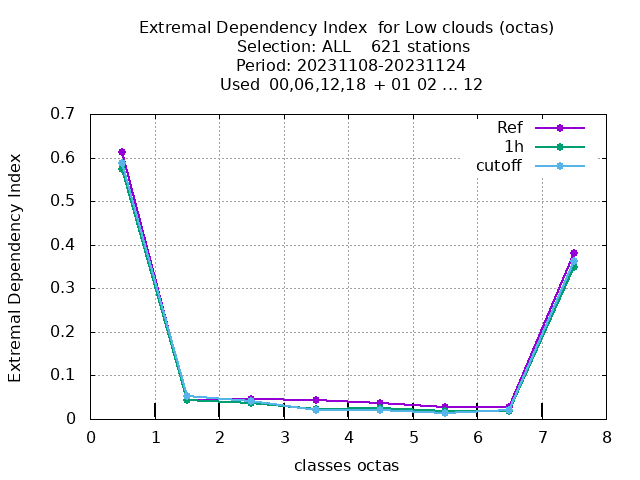 Extremal Dependency Index  for Low clouds (octas)
Selection: ALL    621 stations
Period: 20231108-20231124
Used  00,06,12,18  + 01 02 ... 12
Extremal Dependency Index
0.7
0.6
0.5
0.4
0.3
0.2
0.1
0
Ref
1h
cutoff
0 1 2 3 4 5 6 7 8
classes octas